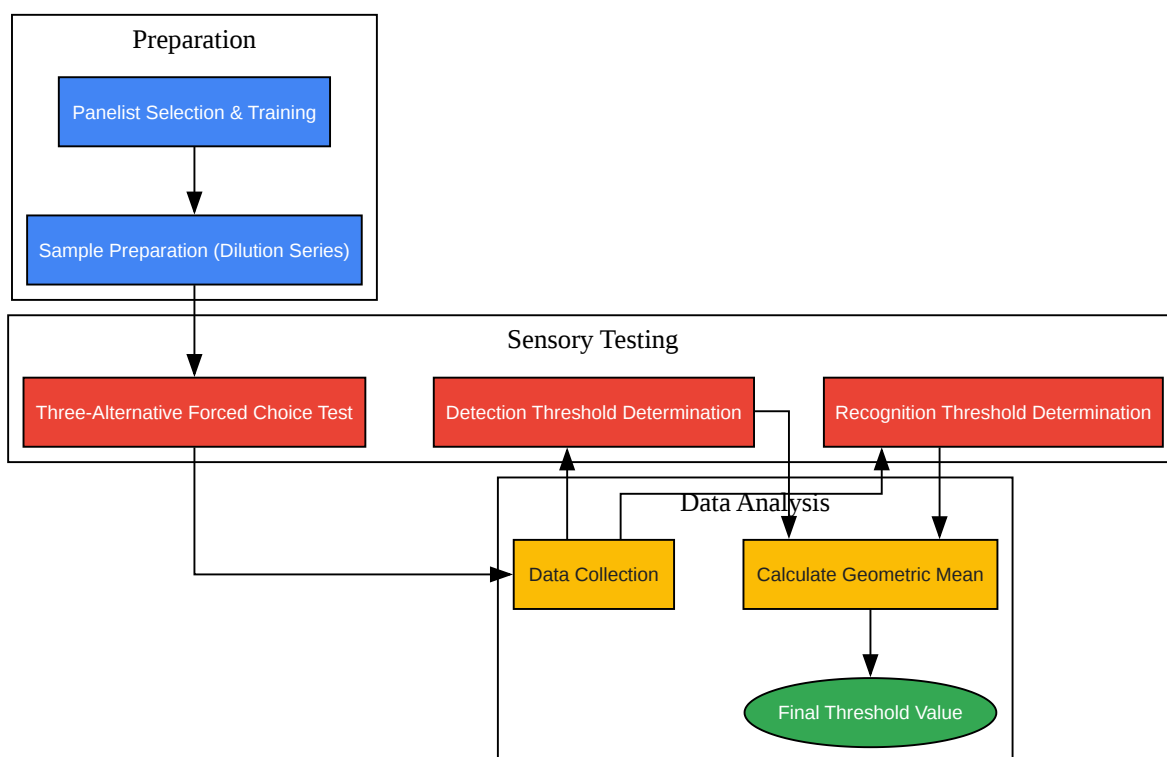 Preparation
Panelist Selection & Training
Sample Preparation (Dilution Series)
Sensory Testing
Three-Alternative Forced Choice Test
Detection Threshold Determination
Recognition Threshold Determination
Data Analysis
Data Collection
Calculate Geometric Mean
Final Threshold Value